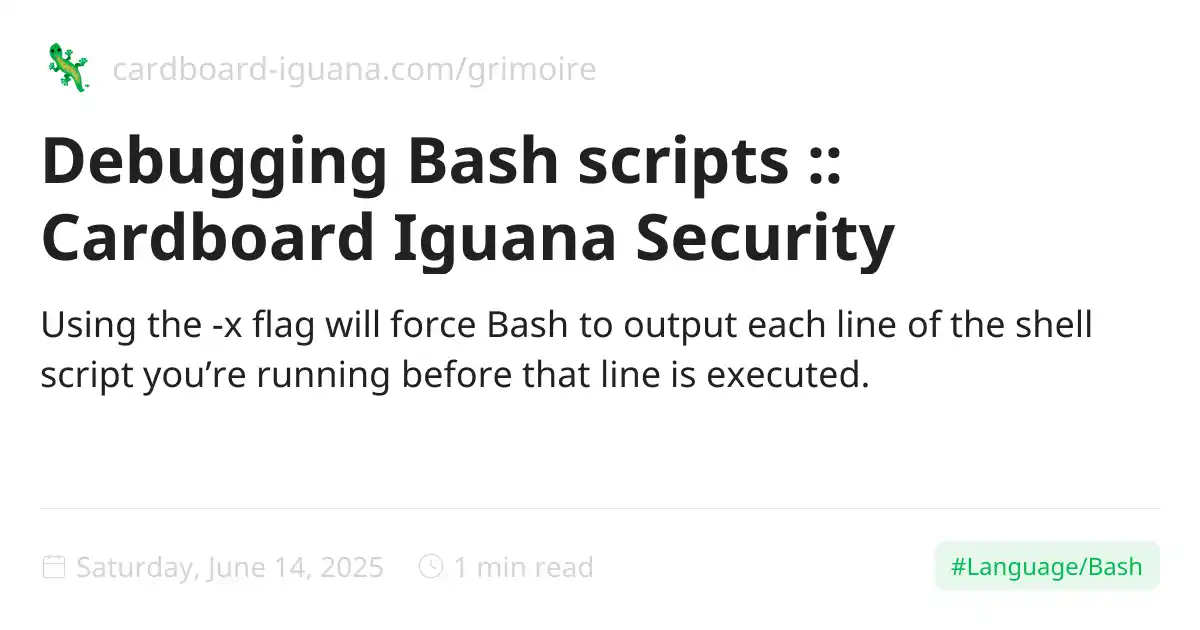 cardboard-iguana.com/grimoire
Debugging Bash scripts ::
Cardboard Iguana Security
Using the -x flag will force Bash to output each line of the shell
script you’re running before that line is executed.
Saturday, June 14, 2025 1 min read #Language/Bash